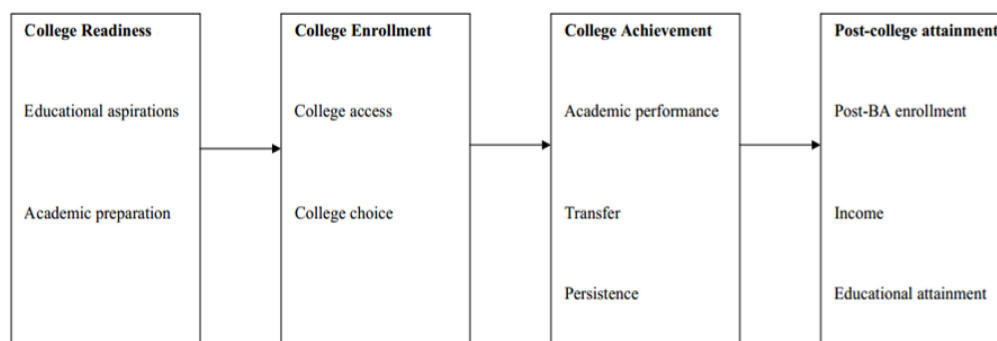 College Readiness
Educational aspirations
Academic preparation
College Enrollment
College access
College choice
College Achievement
Academic performance
Transfer
Persistence
Post-college attainment
Post-BA enrollment
Income
Educational attainment